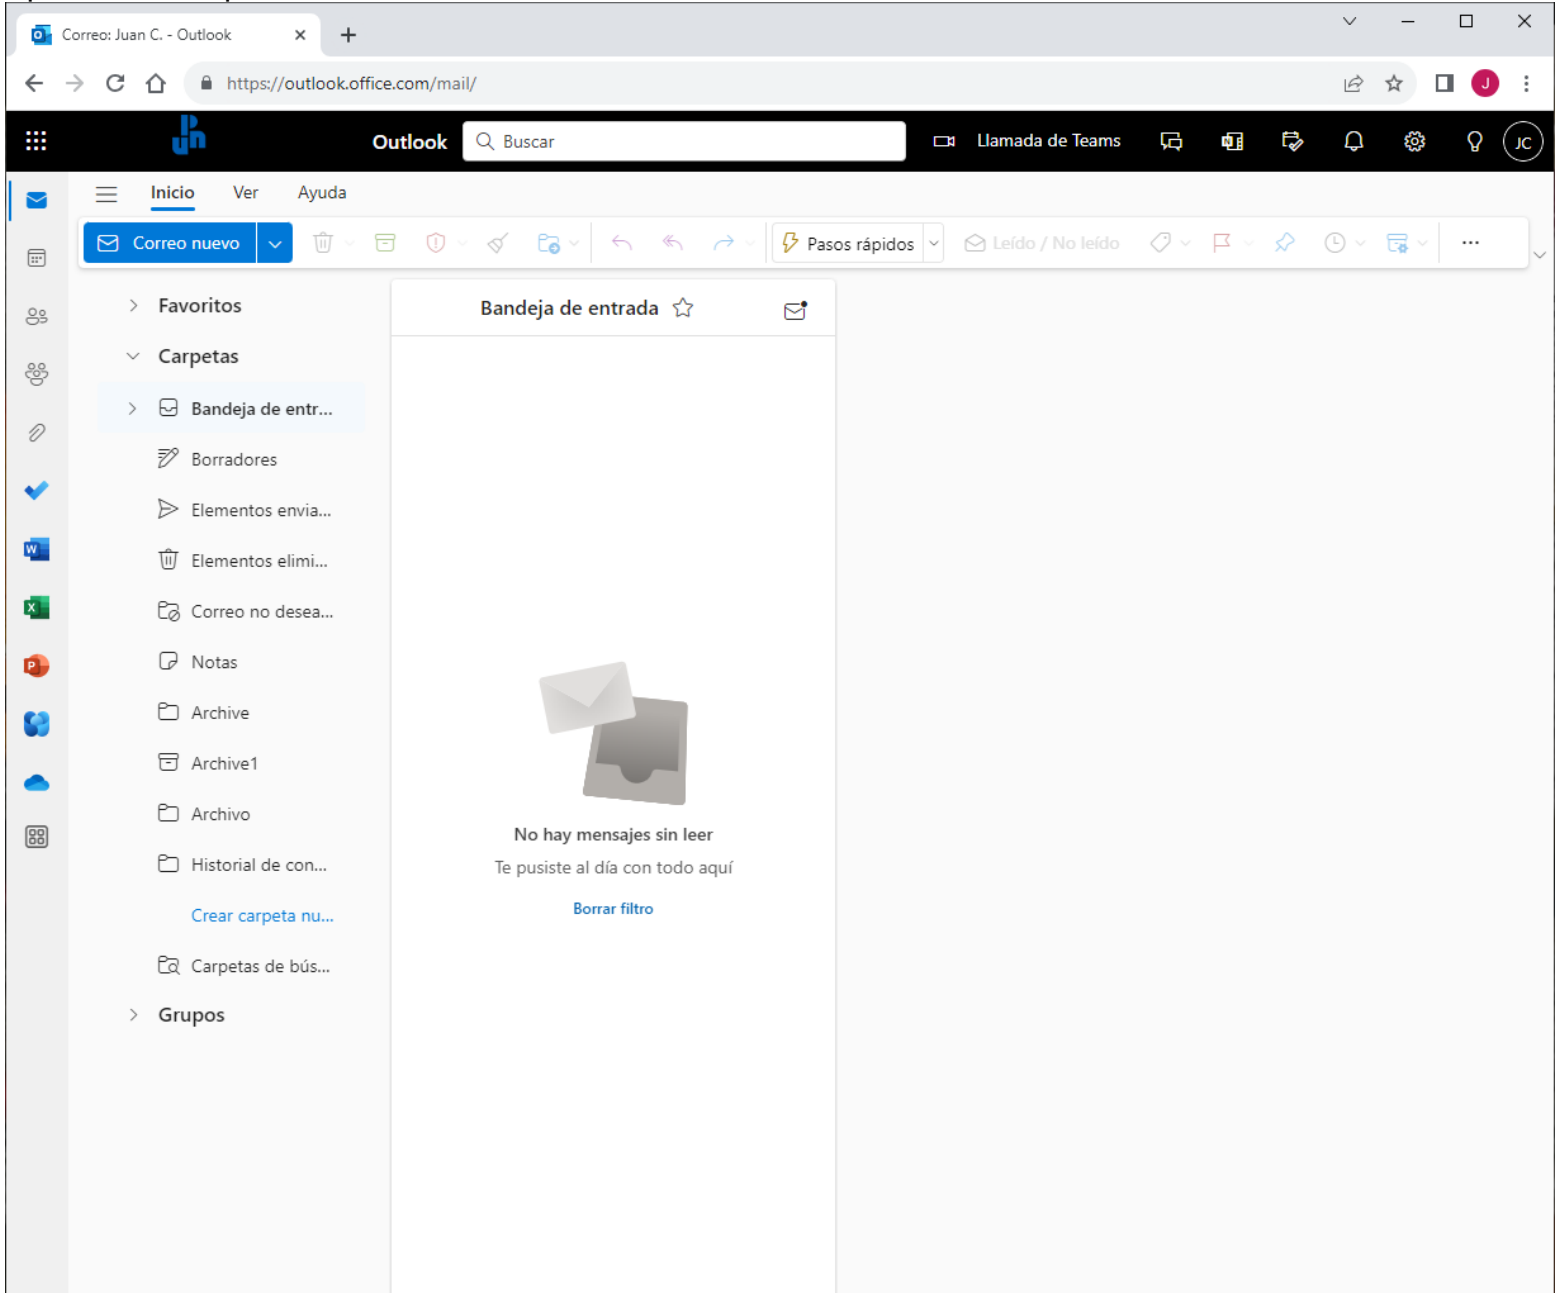 Correo: Juan C. - Outlook
https://outlook.office.com/mail/
Outlook
Buscar
Llamada de Teams
JC
J
Inicio Ver Ayuda
Correo nuevo
Pasos rápidos
Leído / No leído
Favoritos
Carpetas
Bandeja de entr...
Borradores
Elementos envia...
Elementos elimi...
Correo no desea...
Notas
Archive
Archive1
Archivo
Historial de con...
Crear carpeta nu...
Carpetas de bús...
Grupos
Bandeja de entrada
No hay mensajes sin leer
Te pusiste al día con todo aquí
Borrar filtro